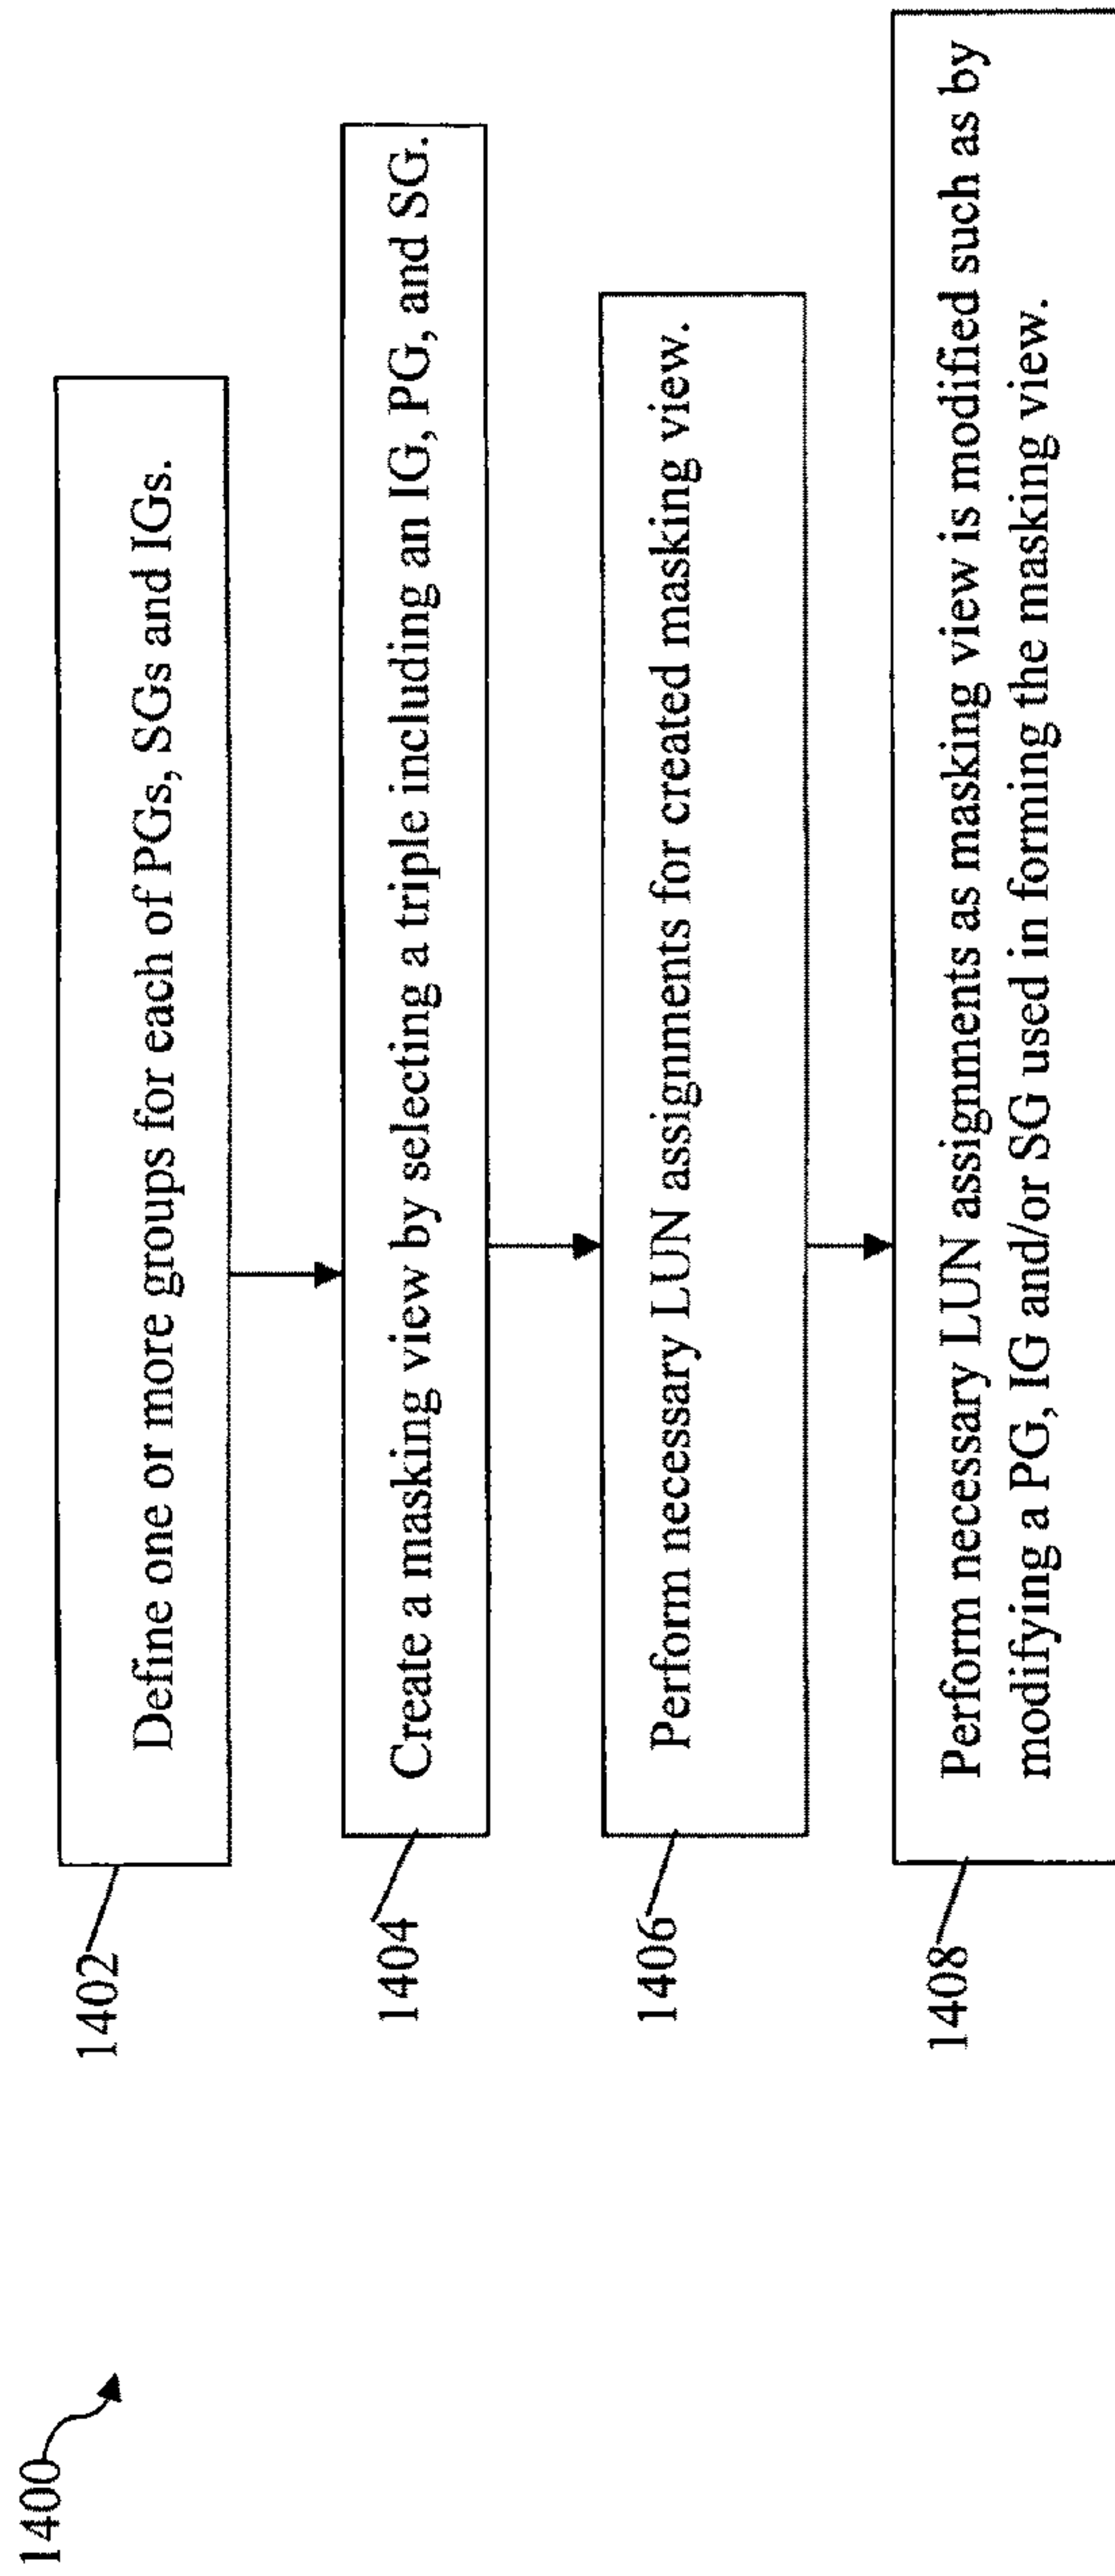 1400
1402
Define one or more groups for each of PGs, SGs and IGs.
1404
Create a masking view by selecting a triple including an IG, PG, and SG.
1406
Perform necessary LUN assignments for created masking view.
1408
Perform necessary LUN assignments as masking view is modified such as by
modifying a PG, IG and/or SG used in forming the masking view.